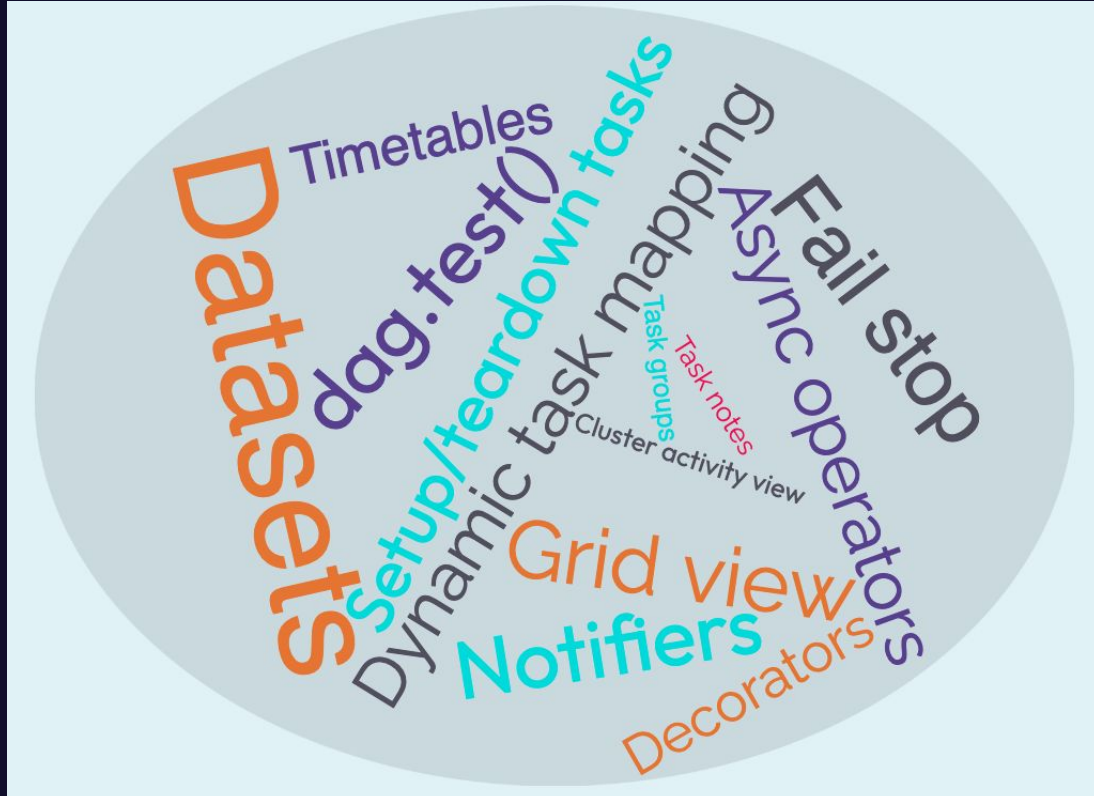 Timetables
Datasets
dag.test()
Setup/teardown tasks
Dynamic task mapping
Fail stop
Async operators
Task groups
Task notes
Cluster activity view
Grid view
Notifiers
Decorators